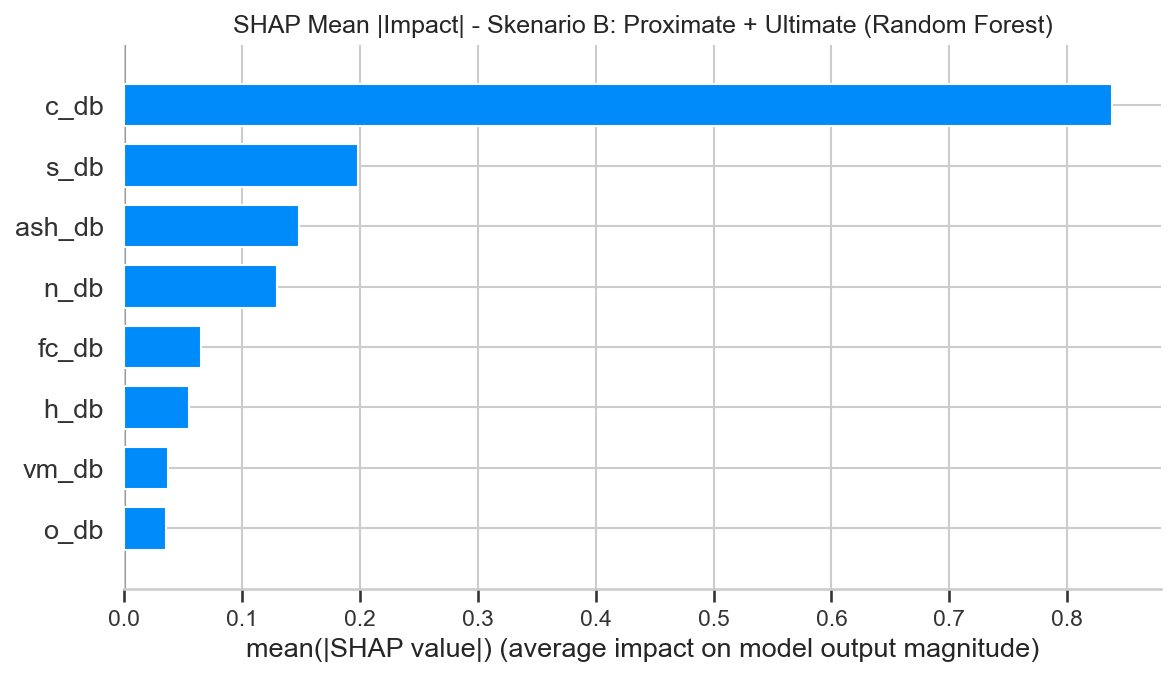 SHAP Mean |Impact| - Skenario B: Proximate + Ultimate (Random Forest)
c_db
s_db
ash_db
n_db
fc_db
h_db
vm_db
o_db
0.0 0.1 0.2 0.3 0.4 0.5 0.6 0.7 0.8
mean(|SHAP value|) (average impact on model output magnitude)